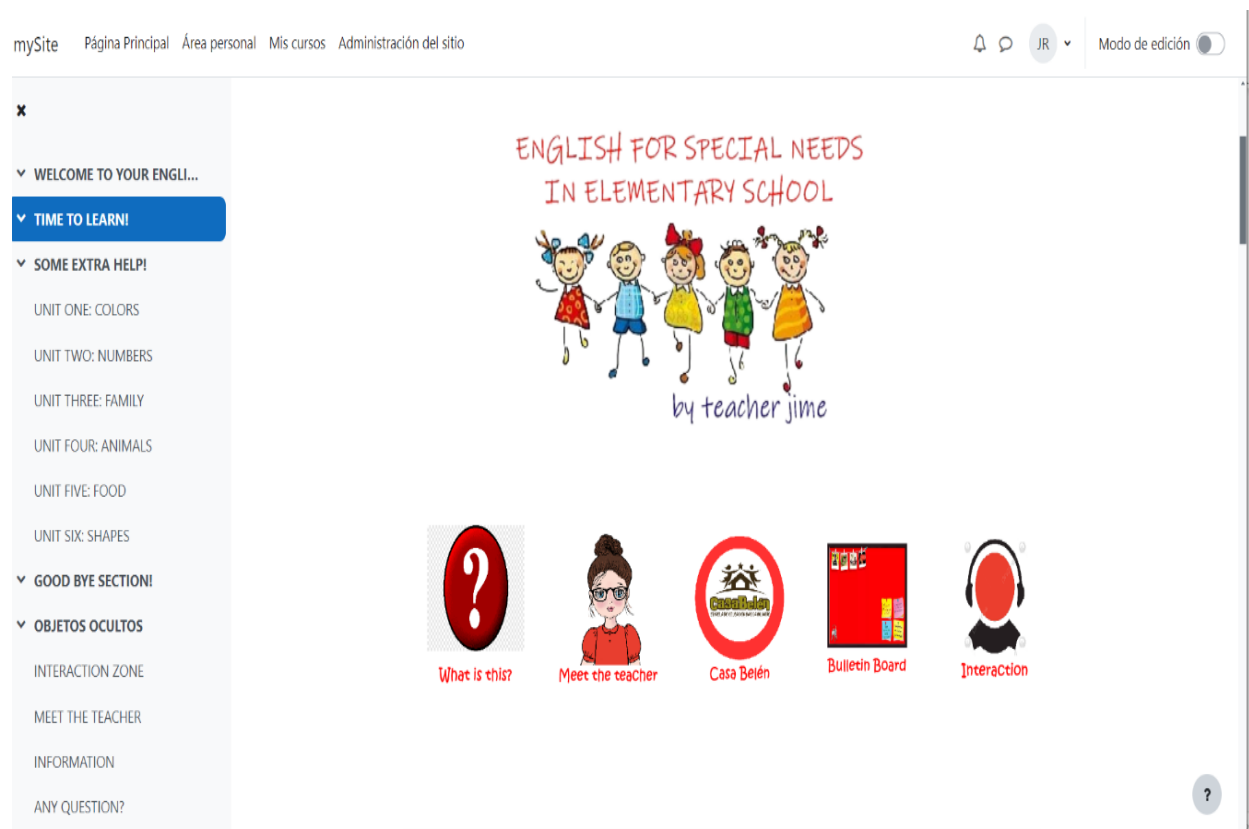 mySite Página Principal Área personal Mis cursos Administración del sitio JR Modo de edición
WELCOME TO YOUR ENGLI...
TIME TO LEARN!
SOME EXTRA HELP!
UNIT ONE: COLORS
UNIT TWO: NUMBERS
UNIT THREE: FAMILY
UNIT FOUR: ANIMALS
UNIT FIVE: FOOD
UNIT SIX: SHAPES
GOOD BYE SECTION!
OBJETOS OCULTOS
INTERACTION ZONE
MEET THE TEACHER
INFORMATION
ANY QUESTION?
ENGLISH FOR SPECIAL NEEDS
IN ELEMENTARY SCHOOL
by teacher jime
?
CasaBelén
What is this?
Meet the teacher
Casa Belén
Bulletin Board
Interaction
?